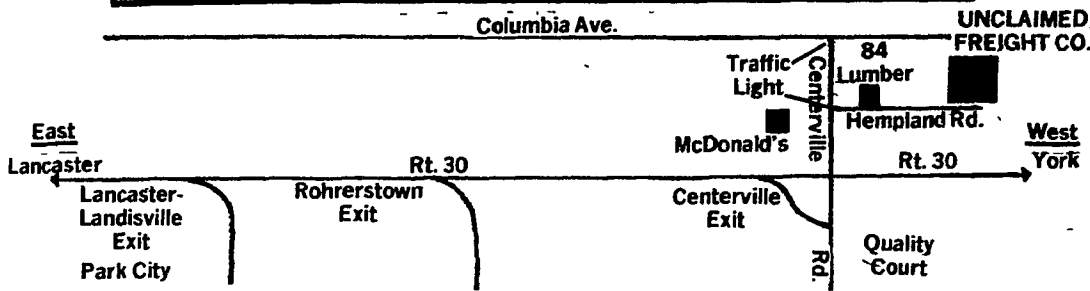 Columbia Ave.
UNCLAIMED
FREIGHT CO.
Traffic
Light
Centerville
84
Lumber
Hempland Rd.
McDonald's
East
Lancaster
Rt. 30
Rt. 30
West
York
Lancaster-
Landisville
Exit
Park City
Rohrerstown
Exit
Centerville
Exit
Rd.
Quality
Court